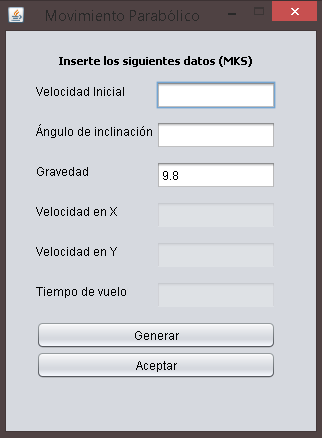 Movimiento Parabólico
Inserte los siguientes datos (MKS)
Velocidad Inicial
Ángulo de inclinación
Gravedad 9.8
Velocidad en X
Velocidad en Y
Tiempo de vuelo
Generar
Aceptar